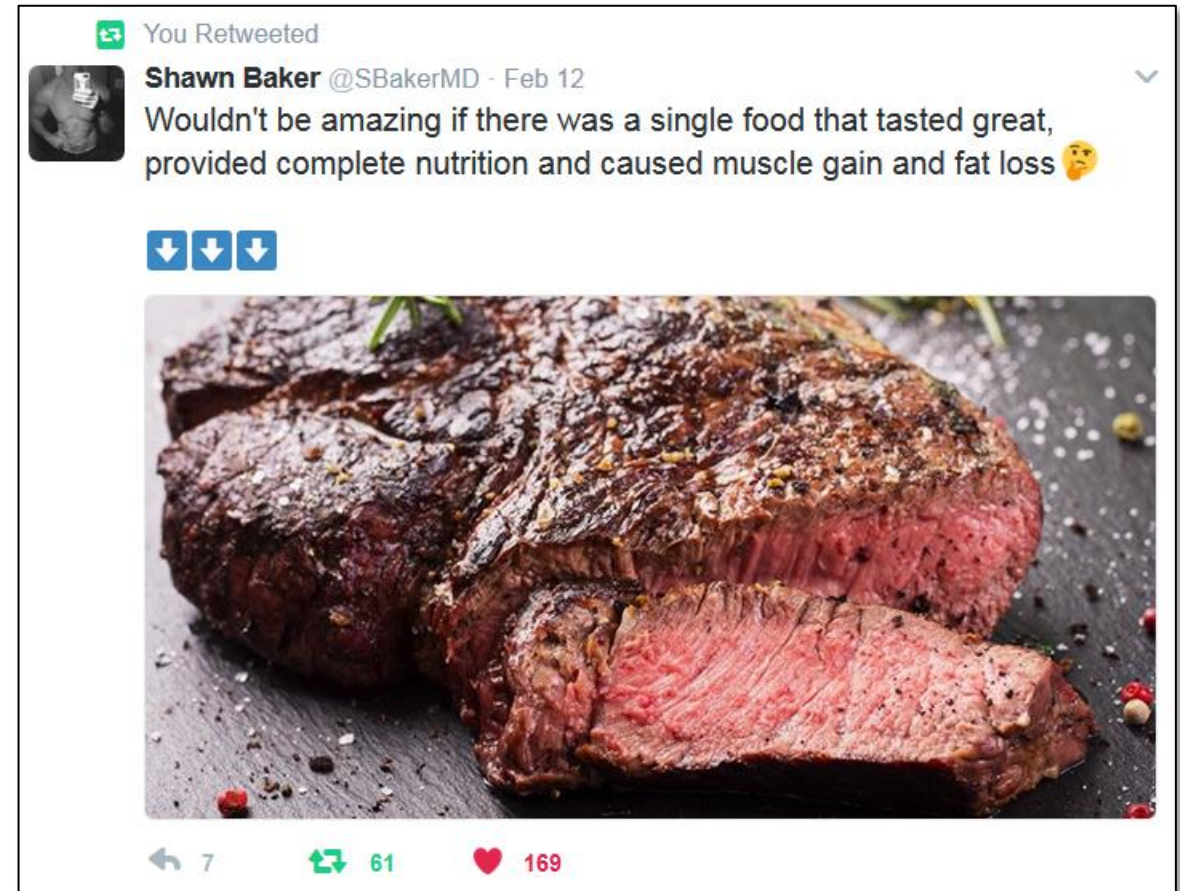 You Retweeted
Shawn Baker @SBakerMD · Feb 12
Wouldn't be amazing if there was a single food that tasted great,
provided complete nutrition and caused muscle gain and fat loss🤔
⬇️⬇️⬇️
7 61 169